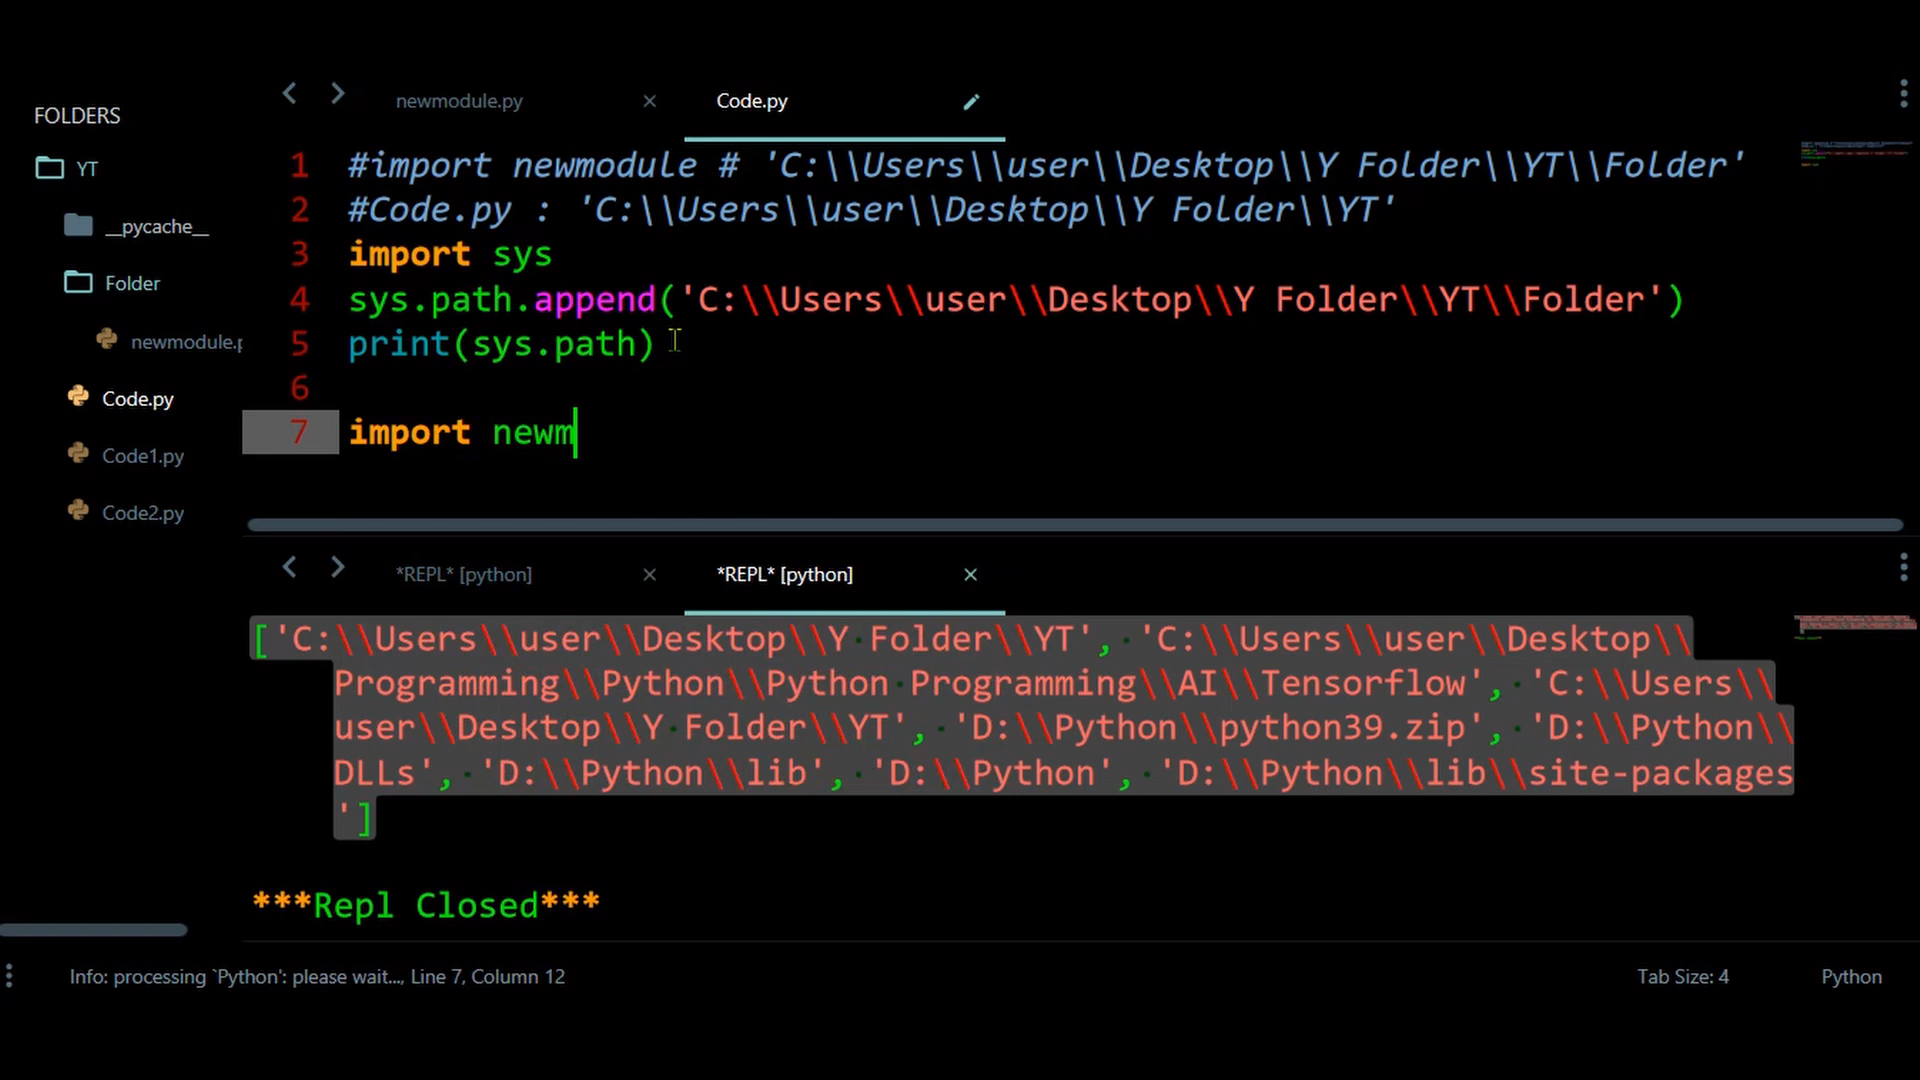 FOLDERS
YT
__pycache__
Folder
newmodule.p
Code.py
Code1.py
Code2.py
newmodule.py
Code.py
1 #import newmodule # 'C:\\Users\\user\\Desktop\\Y Folder\\YT\\Folder'
2 #Code.py : 'C:\\Users\\user\\Desktop\\Y Folder\\YT'
3 import sys
4 sys.path.append('C:\\Users\\user\\Desktop\\Y Folder\\YT\\Folder')
5 print(sys.path)
6
7 import newm
*REPL* [python]
*REPL* [python]
['C:\\Users\\user\\Desktop\\Y Folder\\YT', 'C:\\Users\\user\\Desktop\\
Programming\\Python\\Python Programming\\AI\\Tensorflow', 'C:\\Users\\
user\\Desktop\\Y Folder\\YT', 'D:\\Python\\python39.zip', 'D:\\Python\\
DLLs', 'D:\\Python\\lib', 'D:\\Python', 'D:\\Python\\lib\\site-packages
']
***Repl Closed***
Info: processing `Python': please wait..., Line 7, Column 12
Tab Size: 4
Python